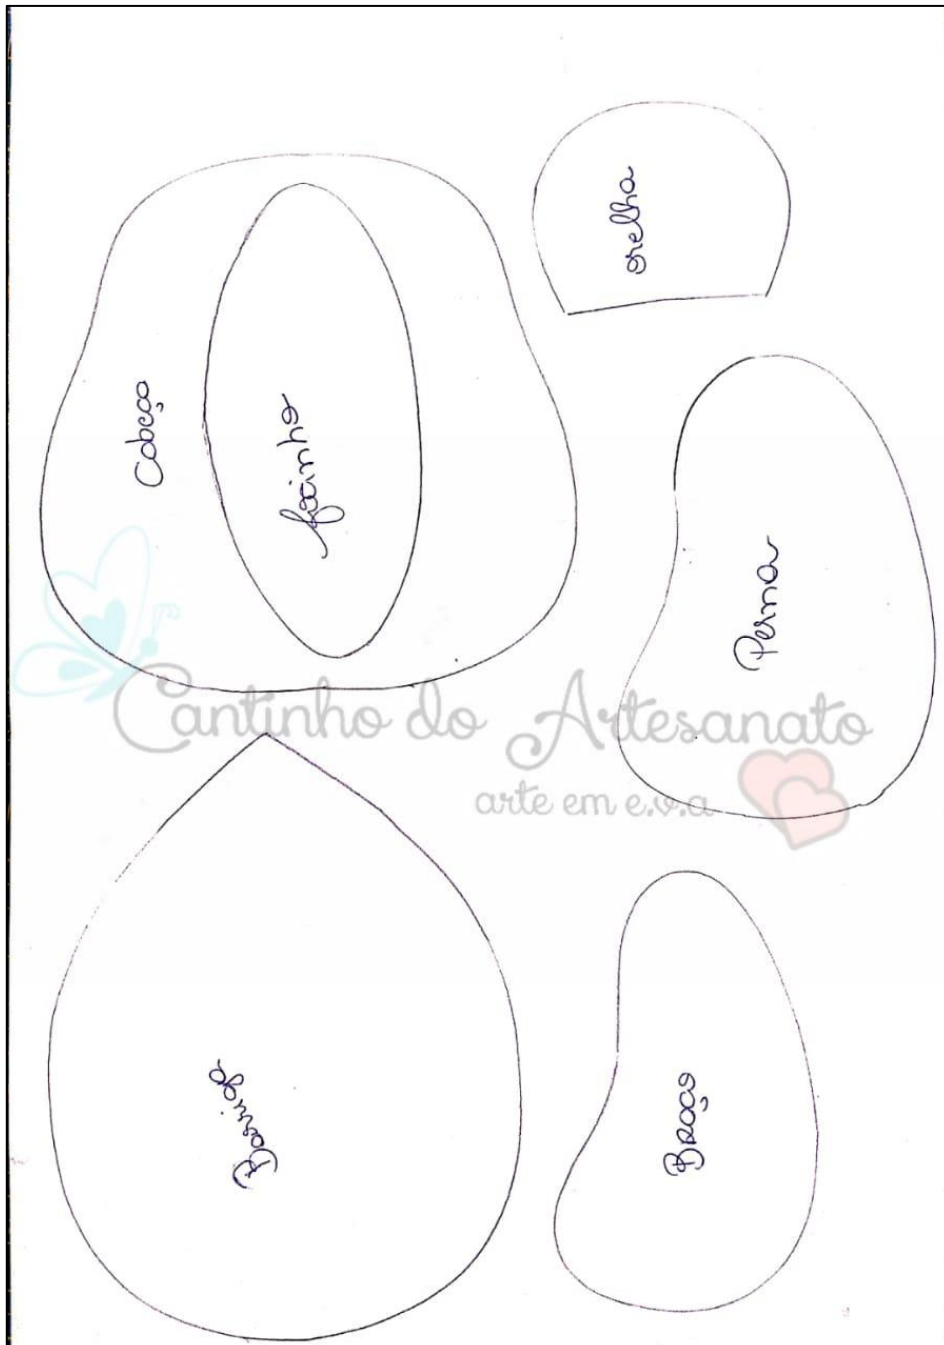 orelha
Cabeça
focinho
Perna
Cantinho do Artesanato
arte em e.v.a
Barriga
Braço